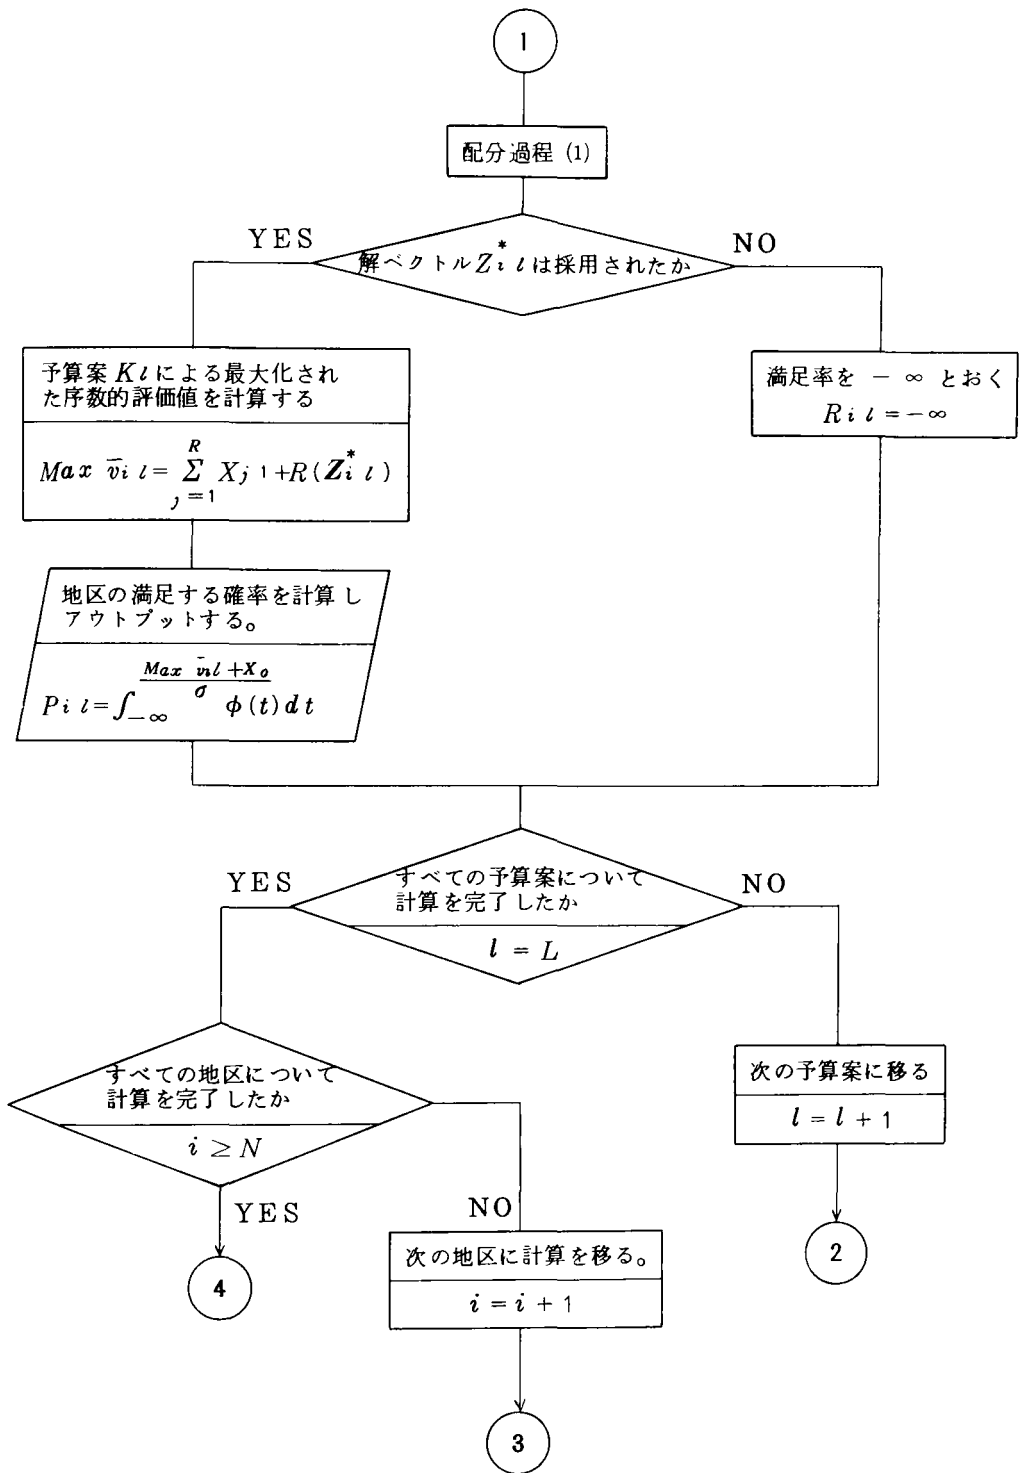 1
配分過程 (1)
YES
NO
解ベクトルZ*i lは採用されたか
予算案Klによる最大化され
た序数的評価値を計算する
Max v̄i l = Σ_{j=1}^{R} Xj 1+R(Z*i l)
満足率を − ∞ とおく
Ri l = −∞
地区の満足する確率を計算し
アウトプットする。
Pi l = ∫_{−∞}^{(Max v̄il + Xo)/σ} φ(t) dt
YES
NO
すべての予算案について
計算を完了したか
l = L
すべての地区について
計算を完了したか
i ≥ N
次の予算案に移る
l = l + 1
YES
NO
2
次の地区に計算を移る。
i = i + 1
4
3